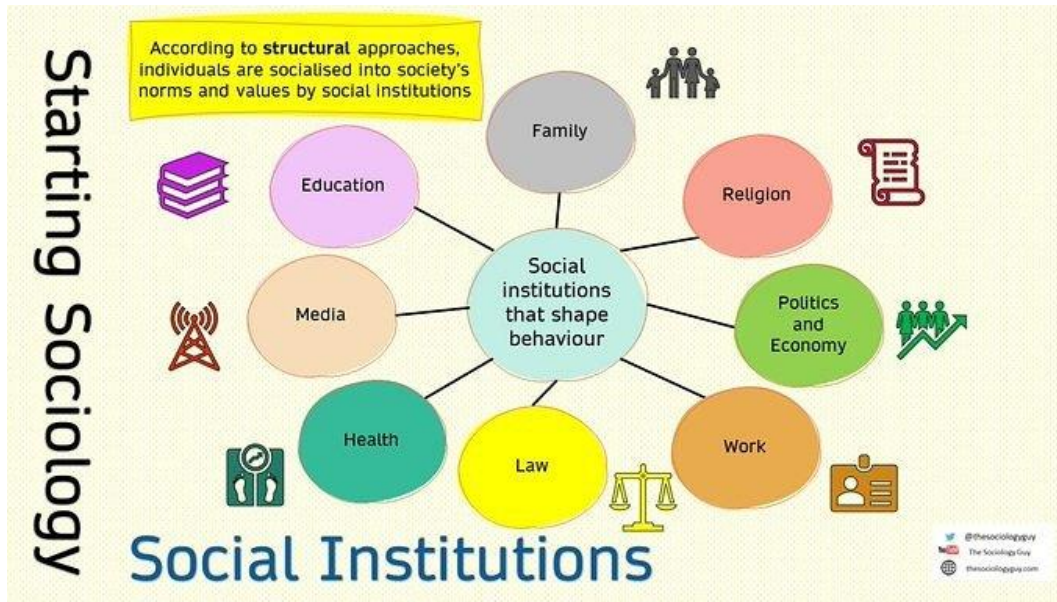 Starting Sociology
According to structural approaches,
individuals are socialised into society's
norms and values by social institutions
Family
Education
Religion
Social
institutions
that shape
behaviour
Media
Politics
and
Economy
Health
Law
Work
Social Institutions
@thesociologyguy
YouTube
The Sociology Guy
thesociologyguy.com